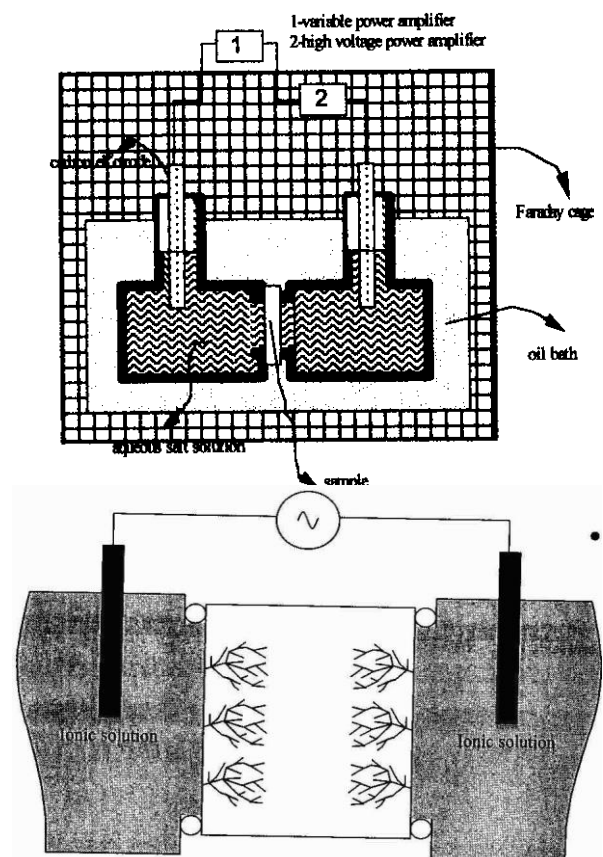 1-variable power amplifier
2-high voltage power amplifier
1
2
Faraday cage
oil bath
aqueous salt solution
sample
Ionic solution
Ionic solution